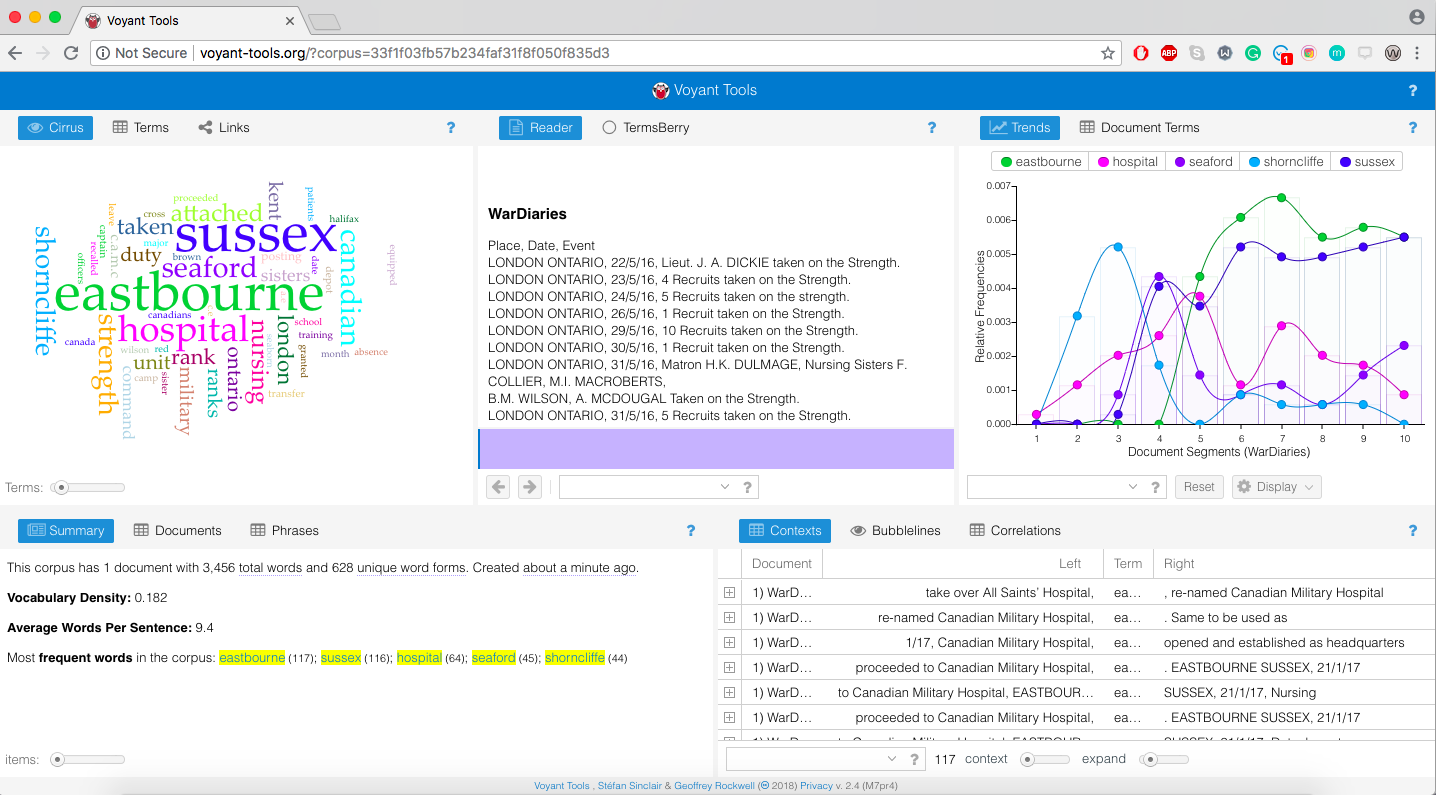 Voyant Tools
Not Secure voyant-tools.org/?corpus=33f1f03fb57b234faf31f8f050f835d3
ABP
1
Voyant Tools
?
Cirrus Terms Links ?
proceeded
attached
kent
patients
halifax
leave
cross
taken
sussex
canadian
shorncliffe
captain
recalled
c.a.m.c
major
duty
brown
posting
date
equipped
officers
seaford
sisters
depot
eastbourne
canadians
canada
strength
hospital
nursing
london
school
training
wilson
red
unit
rank
ontario
seaborn
granted
month
absence
command
camp
sister
military
ranks
transfer
Terms:
Reader TermsBerry ?
WarDiaries
Place, Date, Event
LONDON ONTARIO, 22/5/16, Lieut. J. A. DICKIE taken on the Strength.
LONDON ONTARIO, 23/5/16, 4 Recruits taken on the Strength.
LONDON ONTARIO, 24/5/16, 5 Recruits taken on the strength.
LONDON ONTARIO, 26/5/16, 1 Recruit taken on the Strength.
LONDON ONTARIO, 29/5/16, 10 Recruits taken on the Strength.
LONDON ONTARIO, 30/5/16, 1 Recruit taken on the Strength.
LONDON ONTARIO, 31/5/16, Matron H.K. DULMAGE, Nursing Sisters F.
COLLIER, M.I. MACROBERTS,
B.M. WILSON, A. MCDOUGAL Taken on the Strength.
LONDON ONTARIO, 31/5/16, 5 Recruits taken on the Strength.
?
Trends Document Terms ?
eastbourne hospital seaford shorncliffe sussex
0.007
0.006
0.005
0.004
0.003
0.002
0.001
0.000
Relative Frequencies
1 2 3 4 5 6 7 8 9 10
Document Segments (WarDiaries)
? Reset Display
Summary Documents Phrases ?
This corpus has 1 document with 3,456 total words and 628 unique word forms. Created about a minute ago.
Vocabulary Density: 0.182
Average Words Per Sentence: 9.4
Most frequent words in the corpus: eastbourne (117); sussex (116); hospital (64); seaford (45); shorncliffe (44)
items:
Contexts Bubblelines Correlations ?
Document Left Term Right
1) WarD... take over All Saints' Hospital, ea... , re-named Canadian Military Hospital
1) WarD... re-named Canadian Military Hospital, ea... . Same to be used as
1) WarD... 1/17, Canadian Military Hospital, ea... opened and established as headquarters
1) WarD... proceeded to Canadian Military Hospital, ea... . EASTBOURNE SUSSEX, 21/1/17
1) WarD... to Canadian Military Hospital, EASTBOUR... ea... SUSSEX, 21/1/17, Nursing
1) WarD... proceeded to Canadian Military Hospital, ea... . EASTBOURNE SUSSEX, 21/1/17
? 117 context expand
Voyant Tools , Stéfan Sinclair & Geoffrey Rockwell ( 2018) Privacy v. 2.4 (M7pr4)